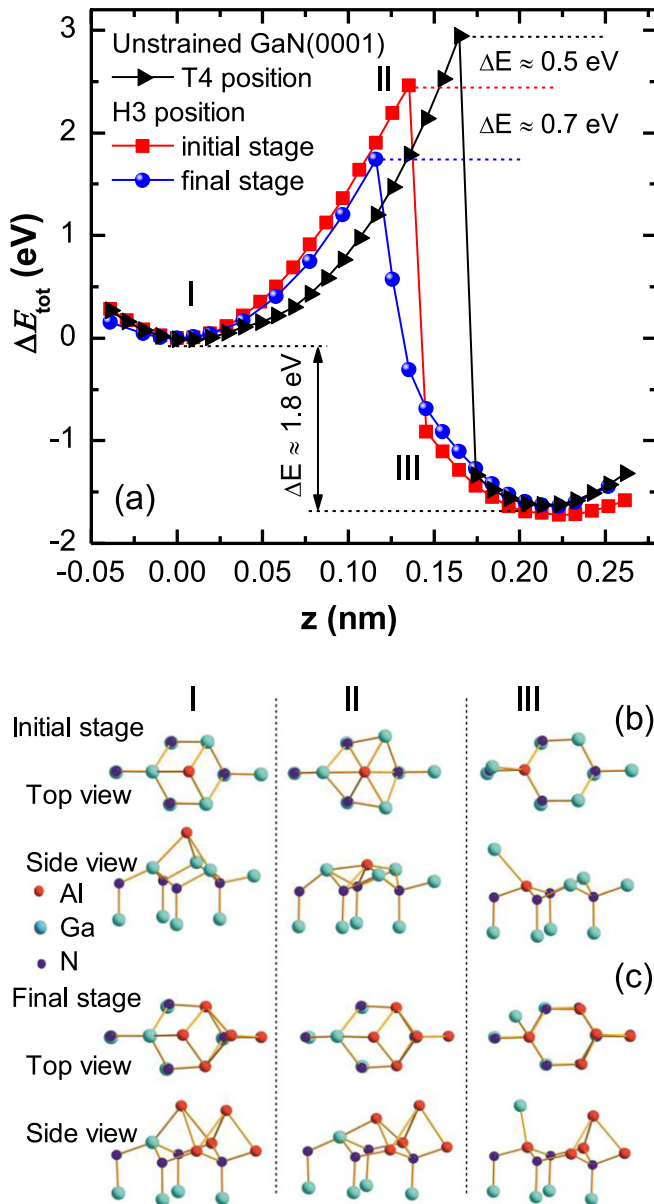 3
2
1
0
-1
-2
ΔE_tot (eV)
Unstrained GaN(0001)
T4 position
H3 position
initial stage
final stage
I
II
III
ΔE ≈ 0.5 eV
ΔE ≈ 0.7 eV
ΔE ≈ 1.8 eV
(a)
-0.05 0.00 0.05 0.10 0.15 0.20 0.25
z (nm)
I II III
(b)
Initial stage
Top view
Side view
Al
Ga
N
(c)
Final stage
Top view
Side view